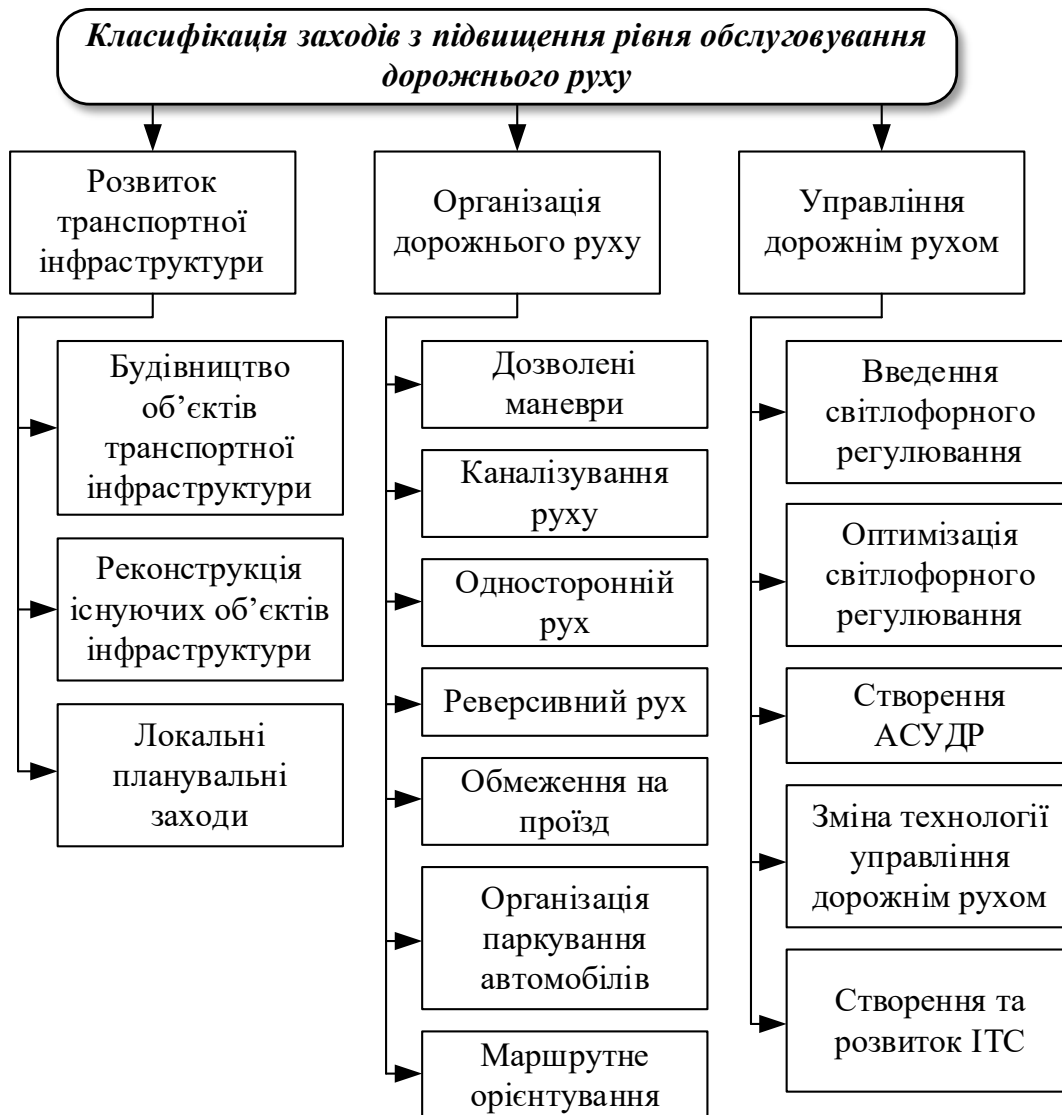 Класифікація заходів з підвищення рівня обслуговування
дорожнього руху
Розвиток
транспортної
інфраструктури
Будівництво
об’єктів
транспортної
інфраструктури
Реконструкція
існуючих об’єктів
інфраструктури
Локальні
планувальні
заходи
Організація
дорожнього руху
Дозволені
маневри
Каналізування
руху
Односторонній
рух
Реверсивний рух
Обмеження на
проїзд
Організація
паркування
автомобілів
Маршрутне
орієнтування
Управління
дорожнім рухом
Введення
світлофорного
регулювання
Оптимізація
світлофорного
регулювання
Створення
АСУДР
Зміна технології
управління
дорожнім рухом
Створення та
розвиток ІТС